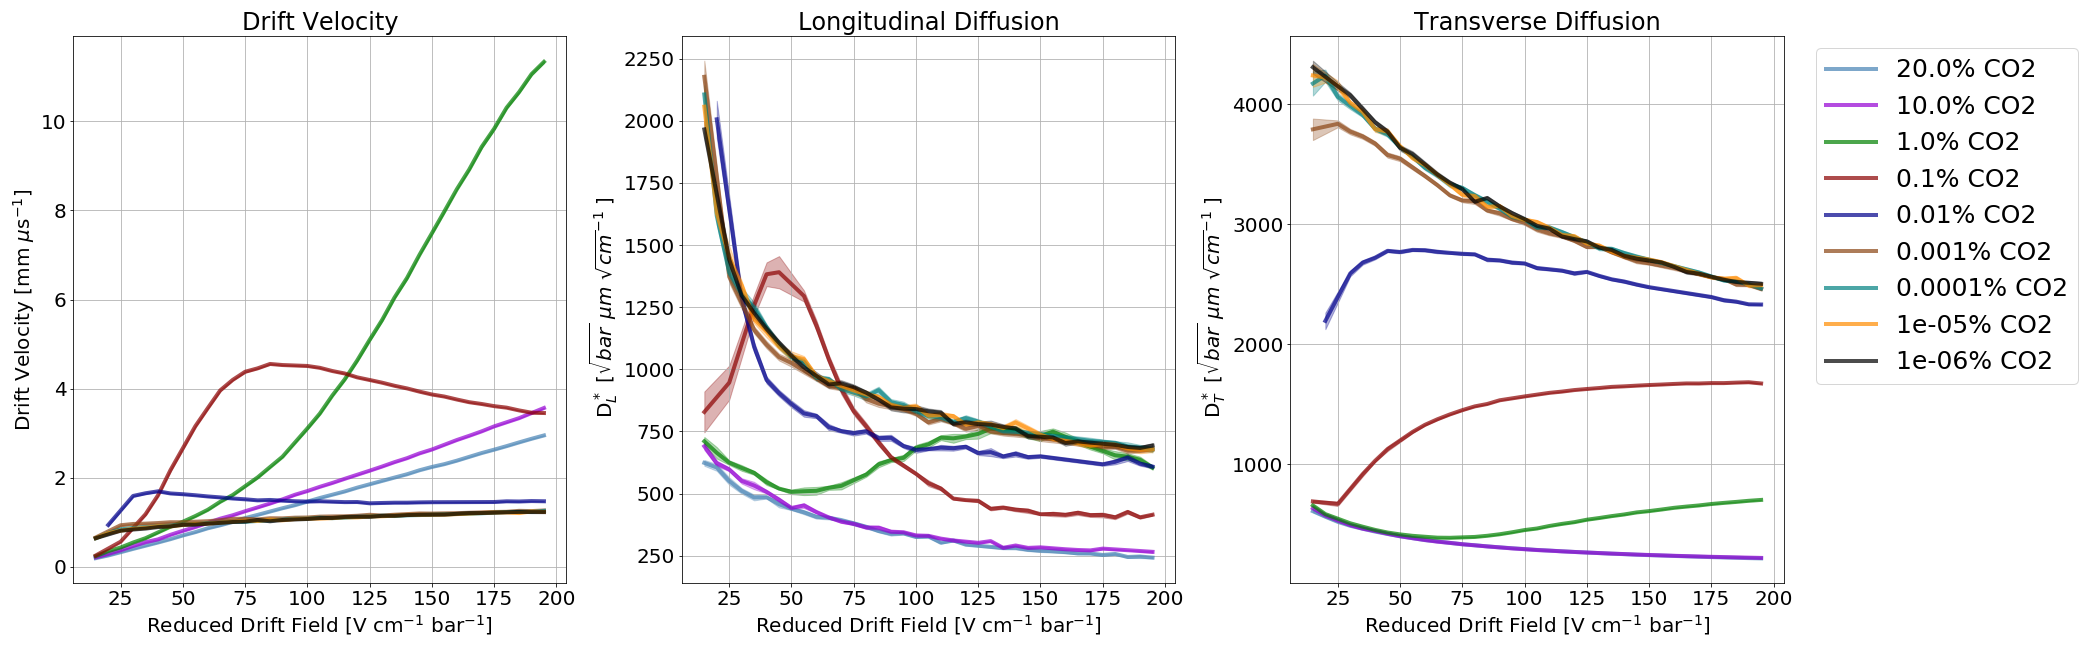 Drift Velocity
Drift Velocity [mm μs⁻¹]
10
8
6
4
2
0
25 50 75 100 125 150 175 200
Reduced Drift Field [V cm⁻¹ bar⁻¹]
Longitudinal Diffusion
D*L [√bar μm √cm⁻¹ ]
2250
2000
1750
1500
1250
1000
750
500
250
25 50 75 100 125 150 175 200
Reduced Drift Field [V cm⁻¹ bar⁻¹]
Transverse Diffusion
D*T [√bar μm √cm⁻¹ ]
4000
3000
2000
1000
25 50 75 100 125 150 175 200
Reduced Drift Field [V cm⁻¹ bar⁻¹]
20.0% CO2
10.0% CO2
1.0% CO2
0.1% CO2
0.01% CO2
0.001% CO2
0.0001% CO2
1e-05% CO2
1e-06% CO2